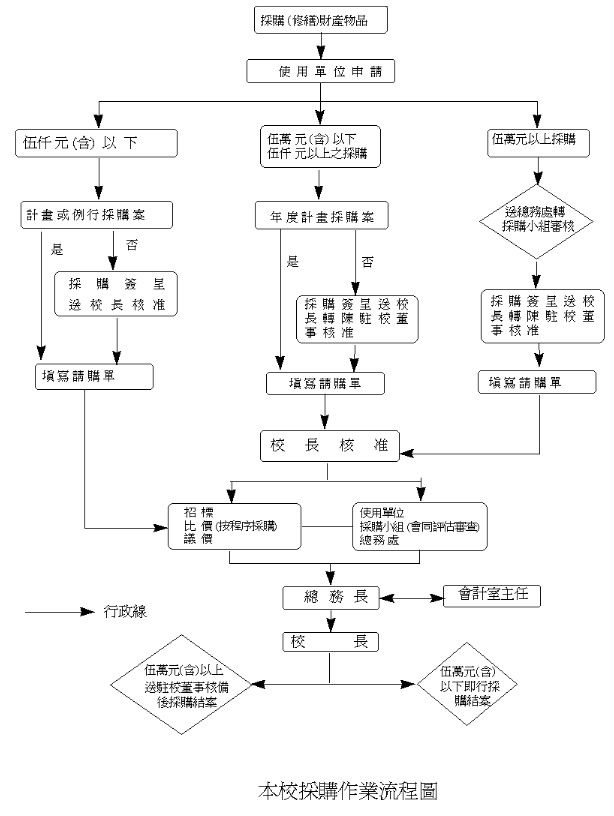 採購(修繕)財產物品
使用單位申請
伍仟元(含)以下
伍萬元(含)以下
伍仟元以上之採購
伍萬元以上採購
計畫或例行採購案
年度計畫採購案
送總務處轉
採購小組審核
是
否
是
否
採購簽呈
送校長核准
採購簽呈送校
長轉陳駐校董
事核准
採購簽呈送校
長轉陳駐校董
事核准
填寫請購單
填寫請購單
填寫請購單
校長核准
招標
比價(按程序採購)
議價
使用單位
採購小組(會同評估審查)
總務處
總務長
會計室主任
行政線
校長
伍萬元(含)以上
送駐校董事核備
後採購結案
伍萬元(含)
以下即行採
購結案
本校採購作業流程圖